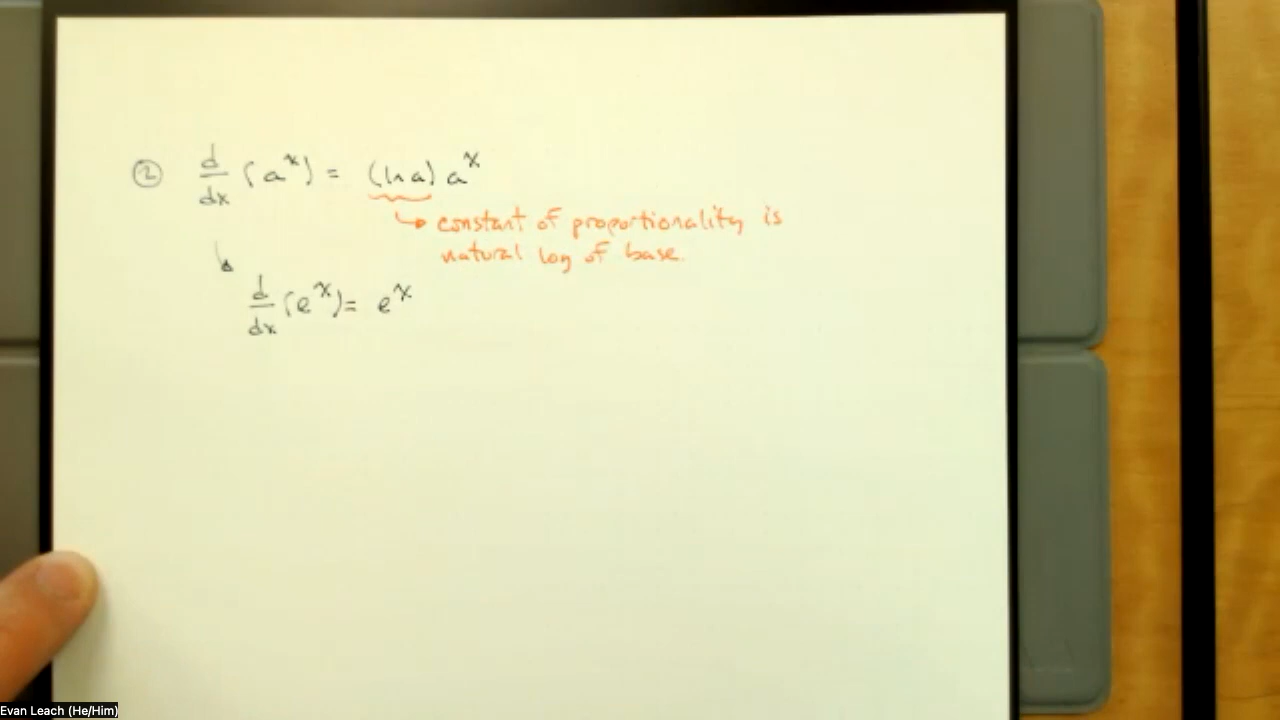 ② d/dx (a^x) = (ln a) a^x
↳ constant of proportionality is
natural log of base.
↳ d/dx (e^x) = e^x
Evan Leach (He/Him)